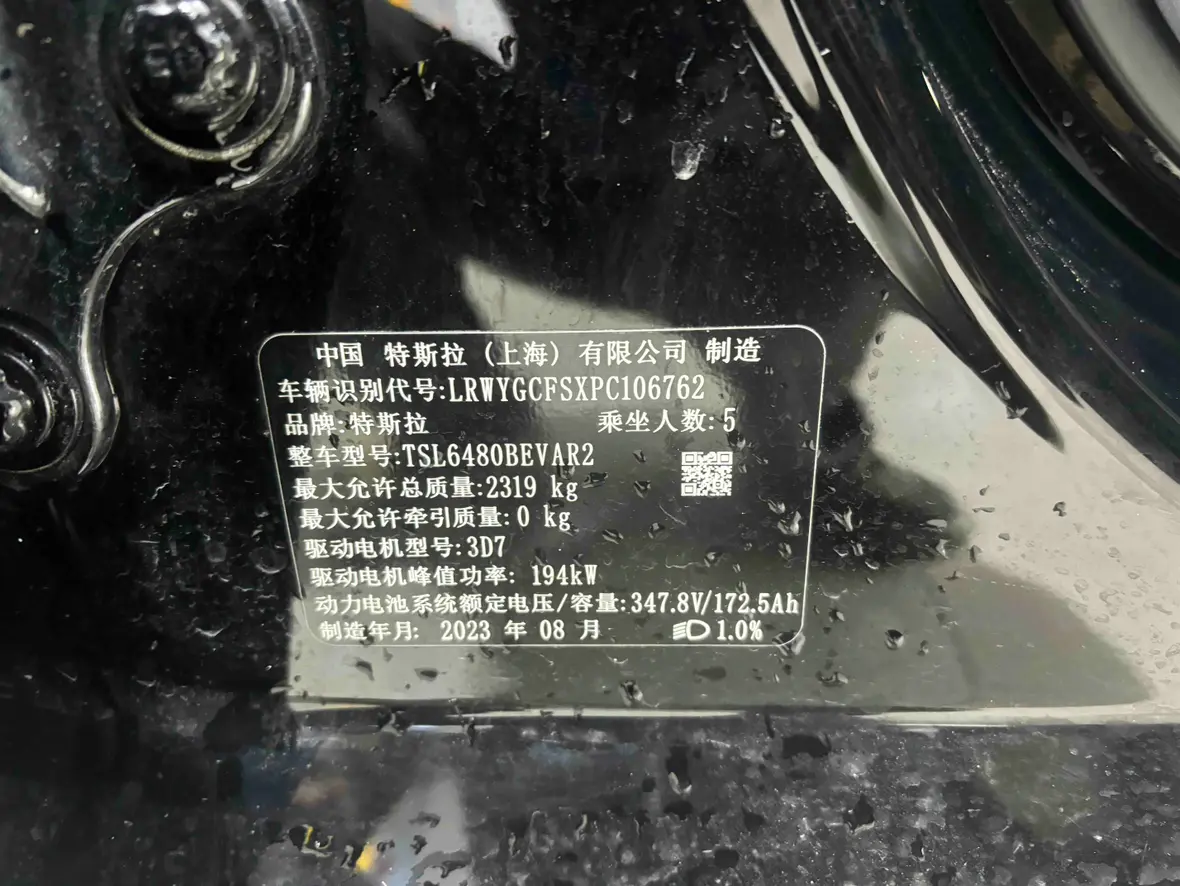 中国 特斯拉 (上海) 有限公司 制造
车辆识别代号:LRWYGCFSXPC106762
品牌:特斯拉 乘坐人数:5
整车型号:TSL6480BEVAR2
最大允许总质量:2319 kg
最大允许牵引质量:0 kg
驱动电机型号:3D7
驱动电机峰值功率: 194kW
动力电池系统额定电压/容量:347.8V/172.5Ah
制造年月: 2023 年 08 月 1.0%